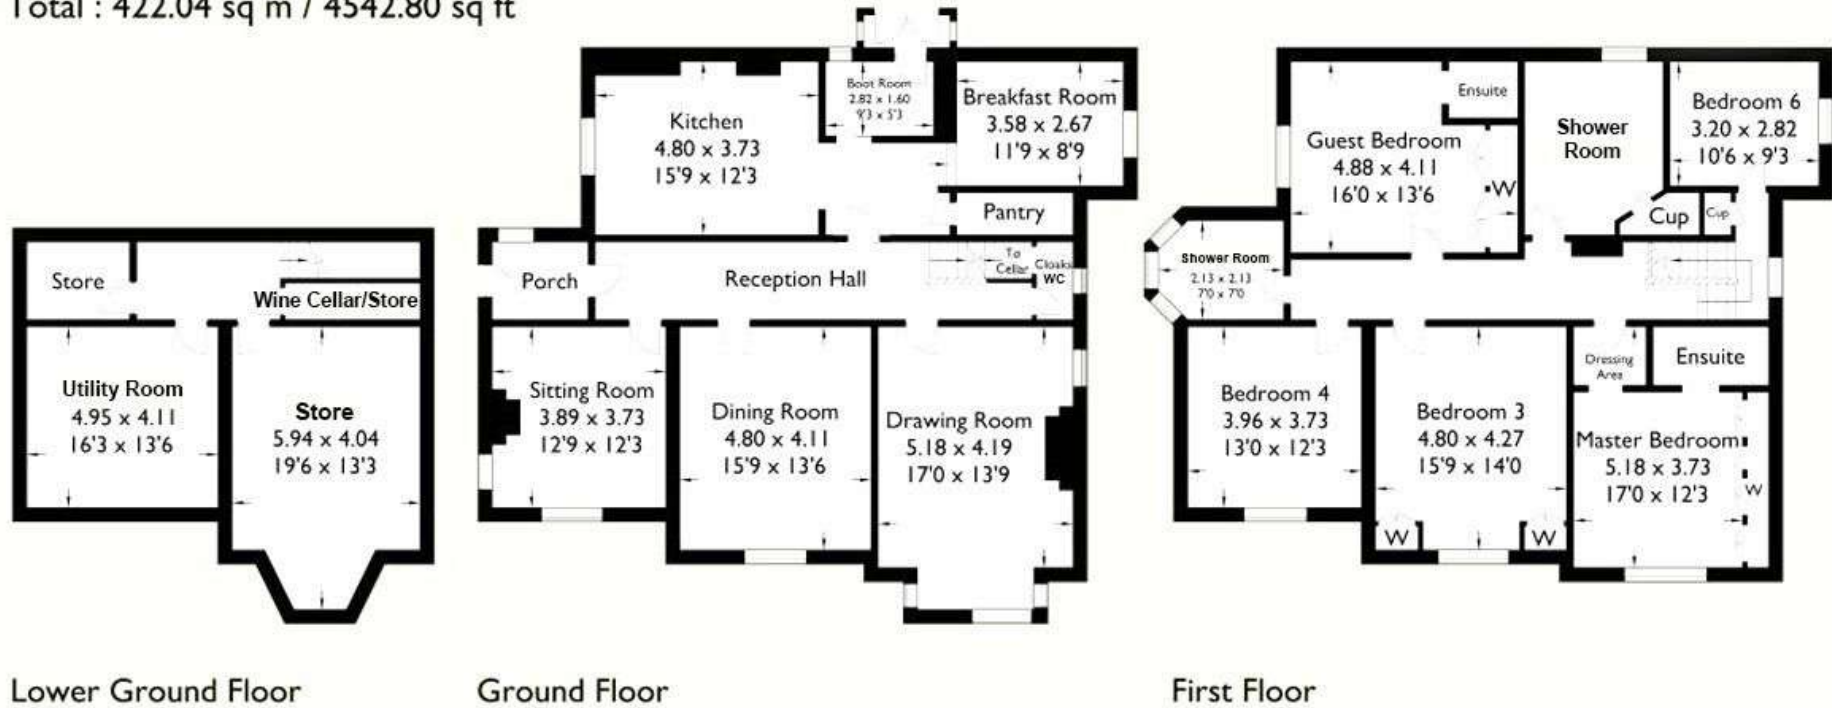 Total : 422.04 sq m / 4542.80 sq ft
Store
Wine Cellar/Store
Utility Room
4.95 x 4.11
16'3 x 13'6
Store
5.94 x 4.04
19'6 x 13'3
Lower Ground Floor
Kitchen
4.80 x 3.73
15'9 x 12'3
Boot Room
2.82 x 1.60
9'3 x 5'3
Breakfast Room
3.58 x 2.67
11'9 x 8'9
Pantry
Porch
Reception Hall
To
Cellar
Cloaks
WC
Sitting Room
3.89 x 3.73
12'9 x 12'3
Dining Room
4.80 x 4.11
15'9 x 13'6
Drawing Room
5.18 x 4.19
17'0 x 13'9
Ground Floor
Guest Bedroom
4.88 x 4.11
16'0 x 13'6
Ensuite
W
Shower
Room
Bedroom 6
3.20 x 2.82
10'6 x 9'3
Cup
Cup
Shower Room
2.13 x 2.13
7'0 x 7'0
Bedroom 4
3.96 x 3.73
13'0 x 12'3
Bedroom 3
4.80 x 4.27
15'9 x 14'0
W
W
Dressing
Area
Ensuite
Master Bedroom
5.18 x 3.73
17'0 x 12'3
W
First Floor